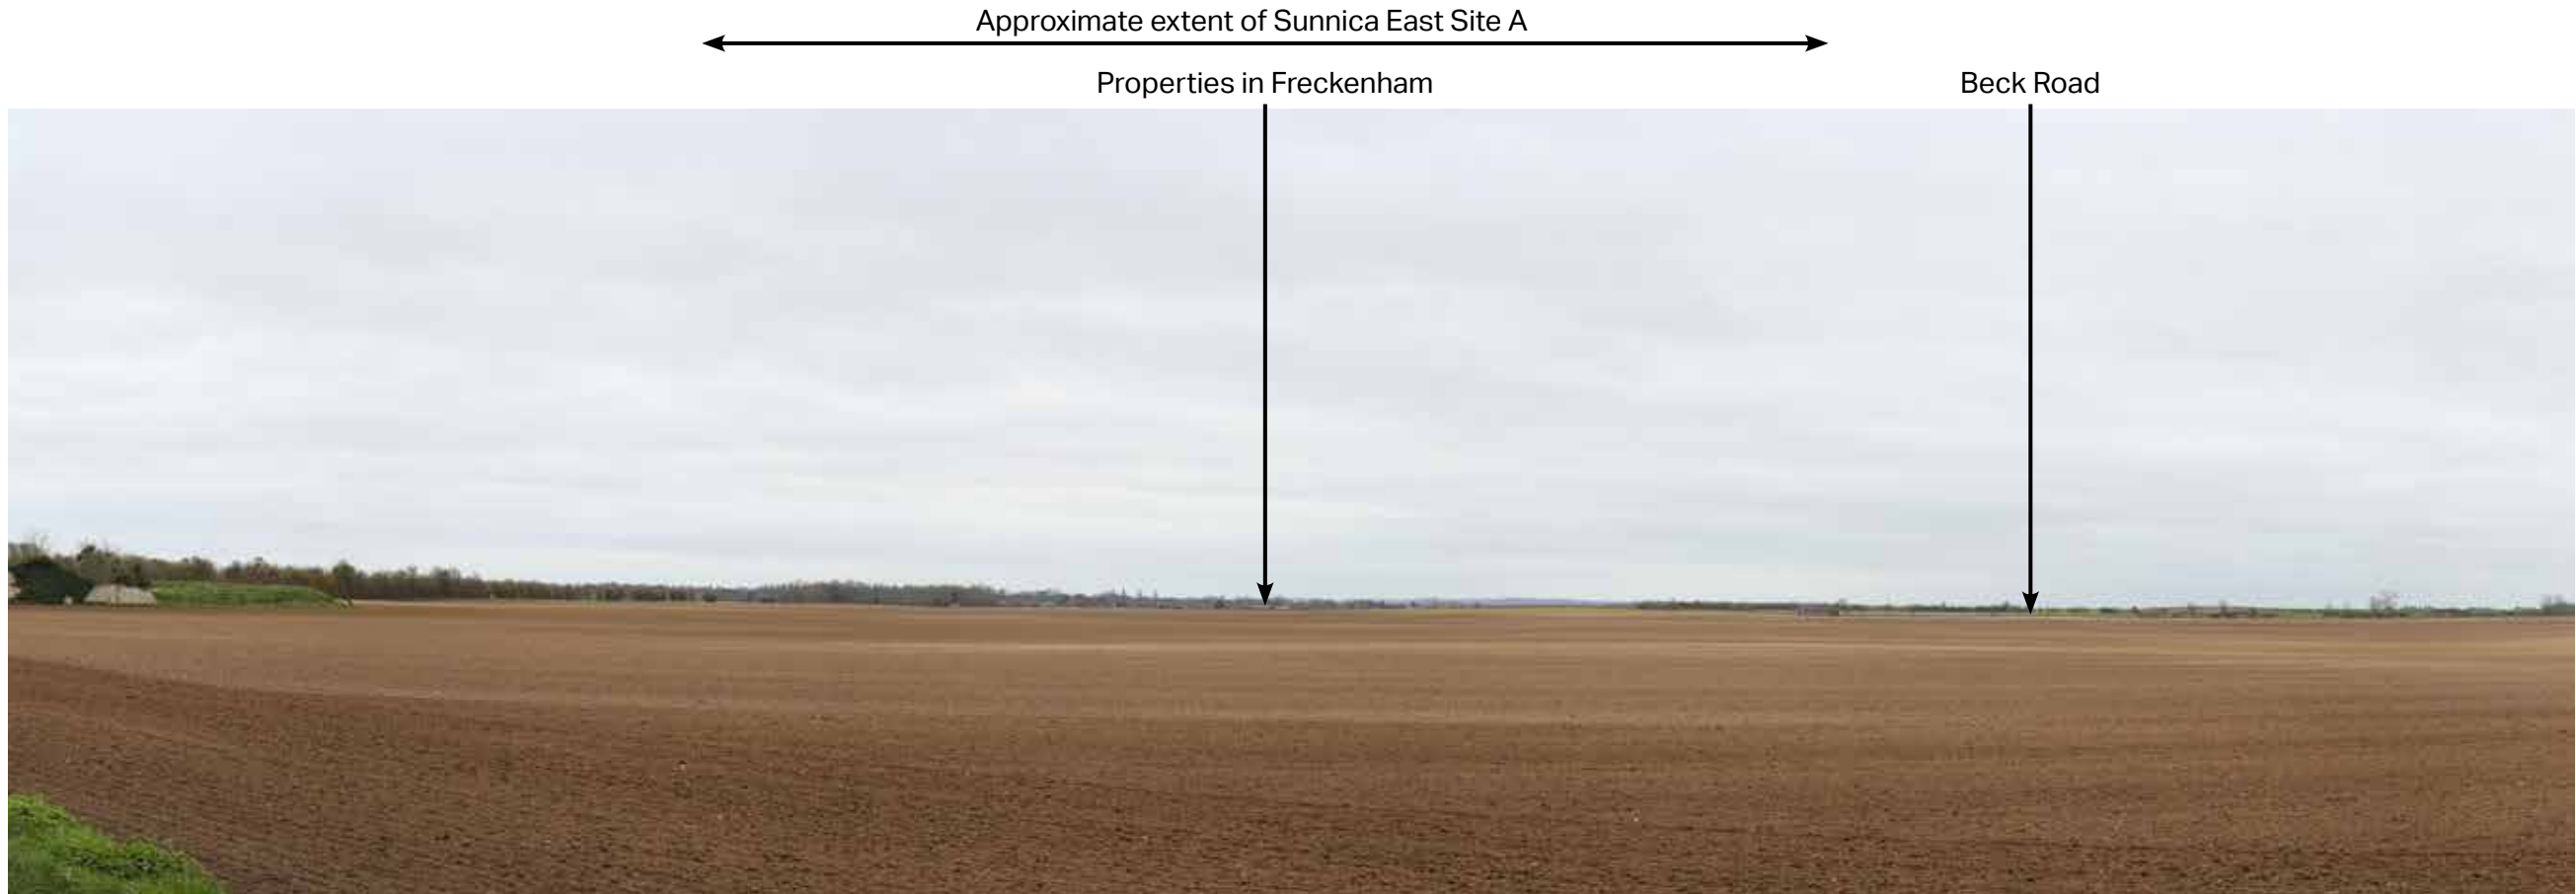 Approximate extent of Sunnica East Site A
Properties in Freckenham
Beck Road